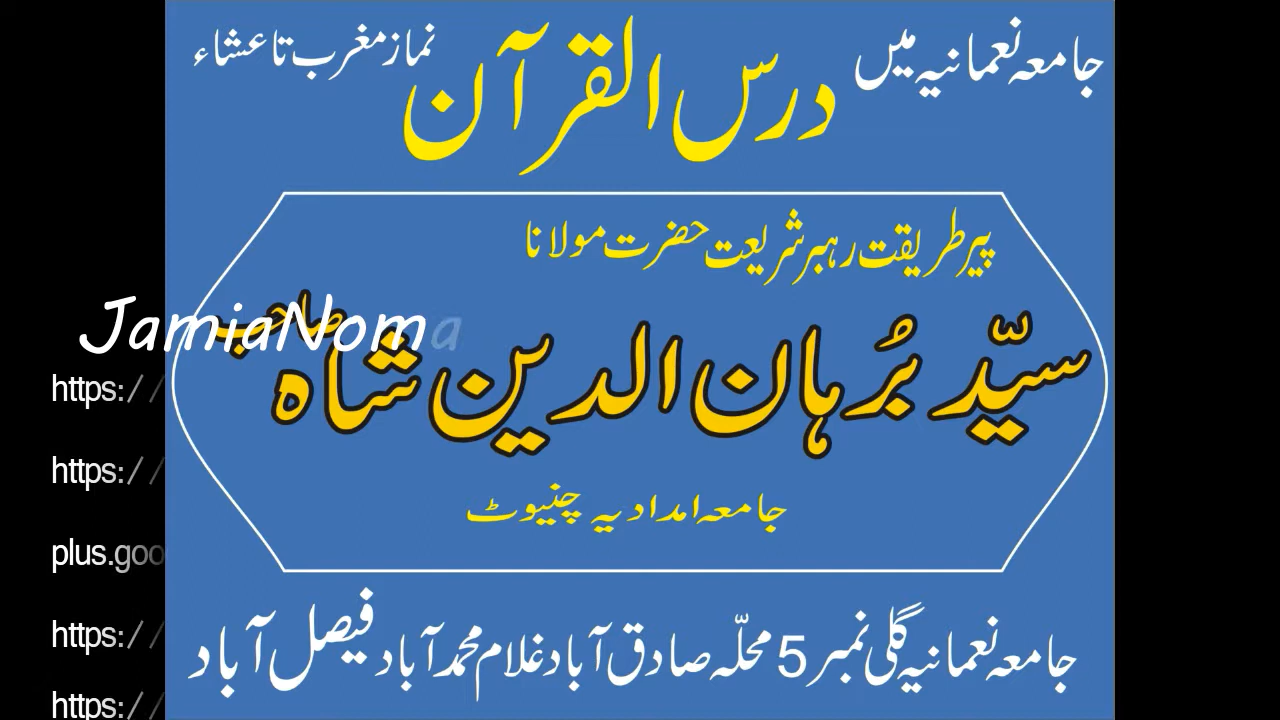 جامعہ نعمانیہ میں درس القرآن نماز مغرب تا عشاء
پیر طریقت رہبر شریعت حضرت مولانا
سیّد بُرہان الدین شاہ صاحب
JamiaNoma
https://
https://
plus.goo
https://
https://
جامعہ امدادیہ چنیوٹ
جامعہ نعمانیہ گلی نمبر 5 محلّہ صادق آباد غلام محمد آباد فیصل آباد